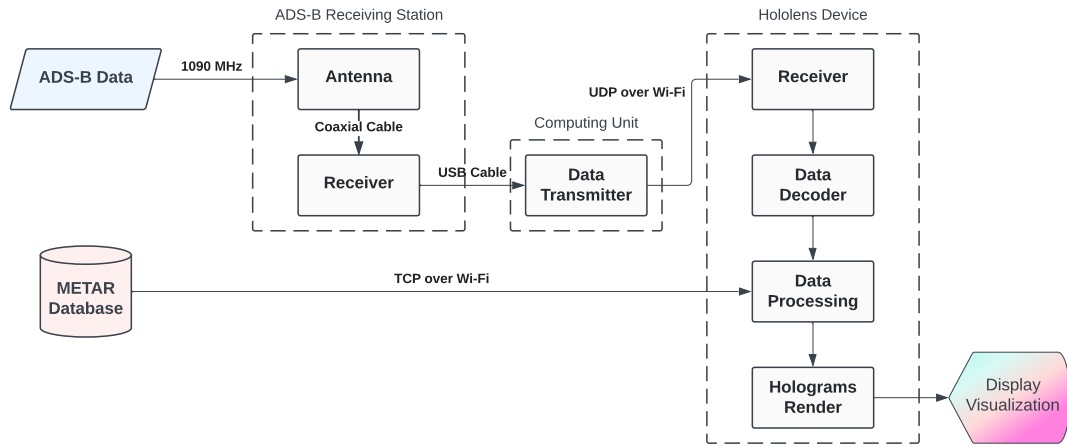 ADS-B Receiving Station
Hololens Device
ADS-B Data
1090 MHz
Antenna
Receiver
UDP over Wi-Fi
Coaxial Cable
Computing Unit
Receiver
USB Cable
Data
Transmitter
Data
Decoder
METAR
Database
TCP over Wi-Fi
Data
Processing
Holograms
Render
Display
Visualization